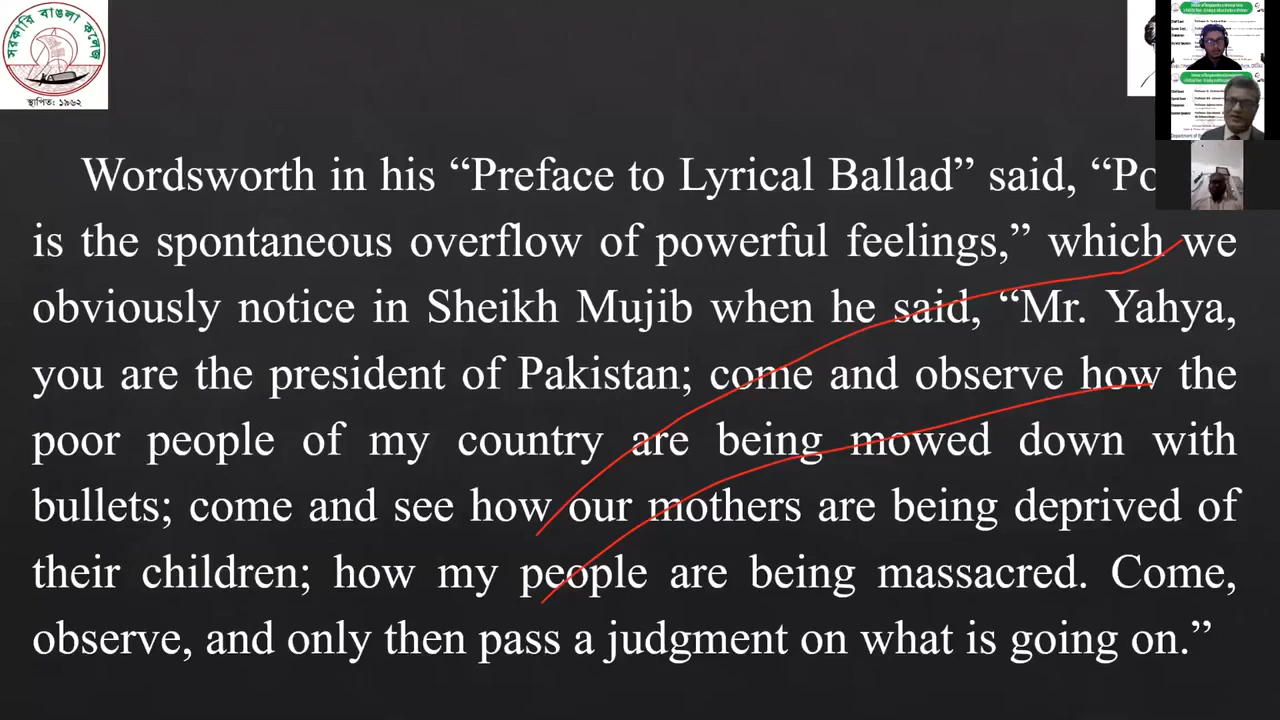 সরকারি বাঙলা কলেজ
স্থাপিত: ১৯৬২
Wordsworth in his “Preface to Lyrical Ballad” said, “Po
is the spontaneous overflow of powerful feelings,” which we
obviously notice in Sheikh Mujib when he said, “Mr. Yahya,
you are the president of Pakistan; come and observe how the
poor people of my country are being mowed down with
bullets; come and see how our mothers are being deprived of
their children; how my people are being massacred. Come,
observe, and only then pass a judgment on what is going on.”